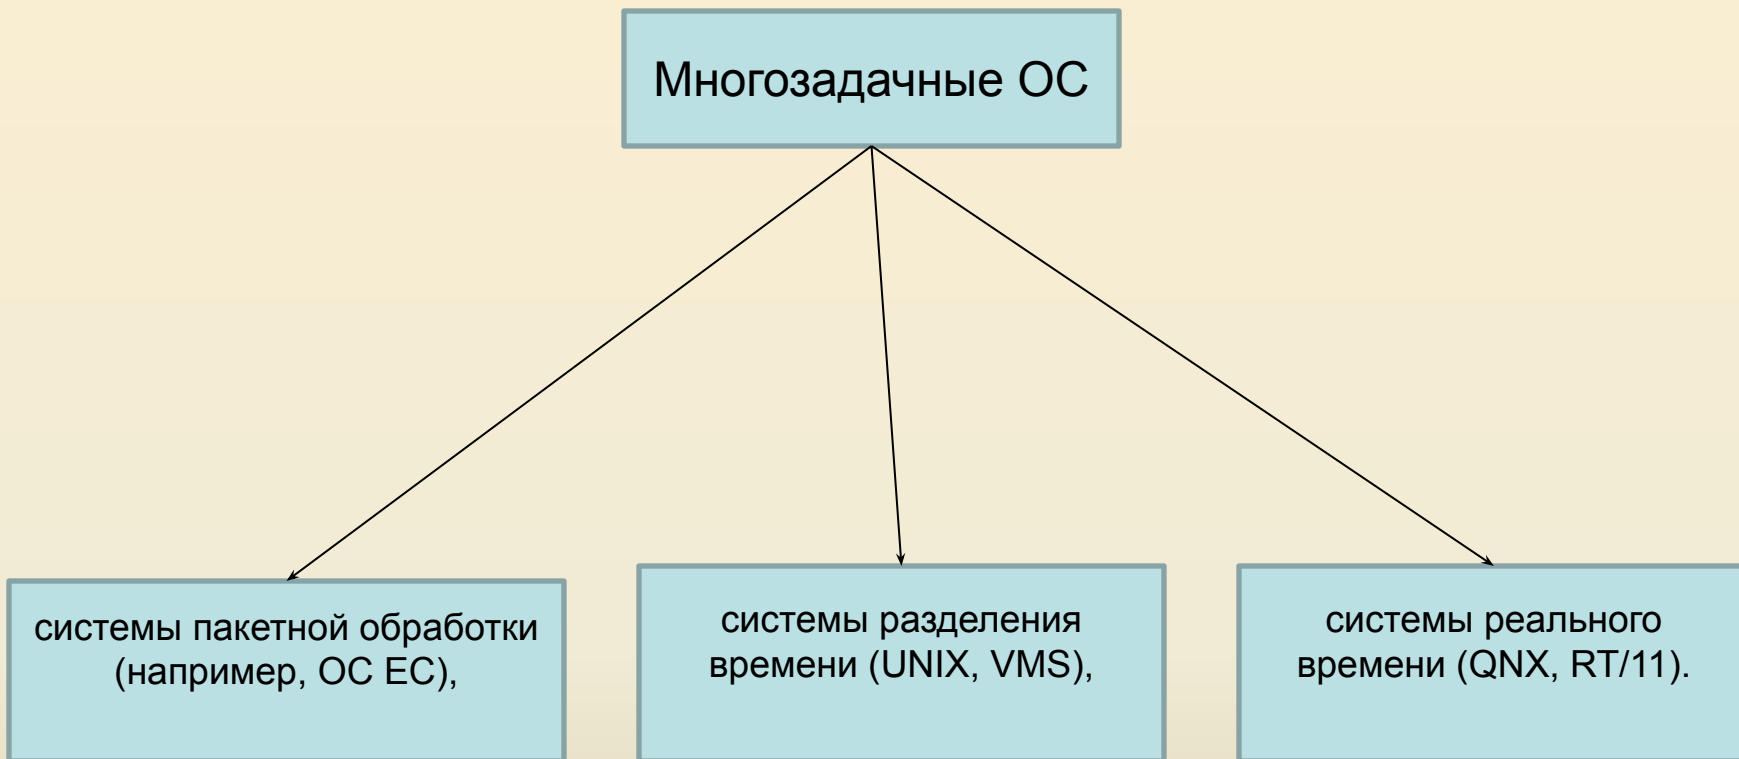 Многозадачные ОС
системы пакетной обработки
(например, ОС ЕС),
системы разделения
времени (UNIX, VMS),
системы реального
времени (QNX, RT/11).